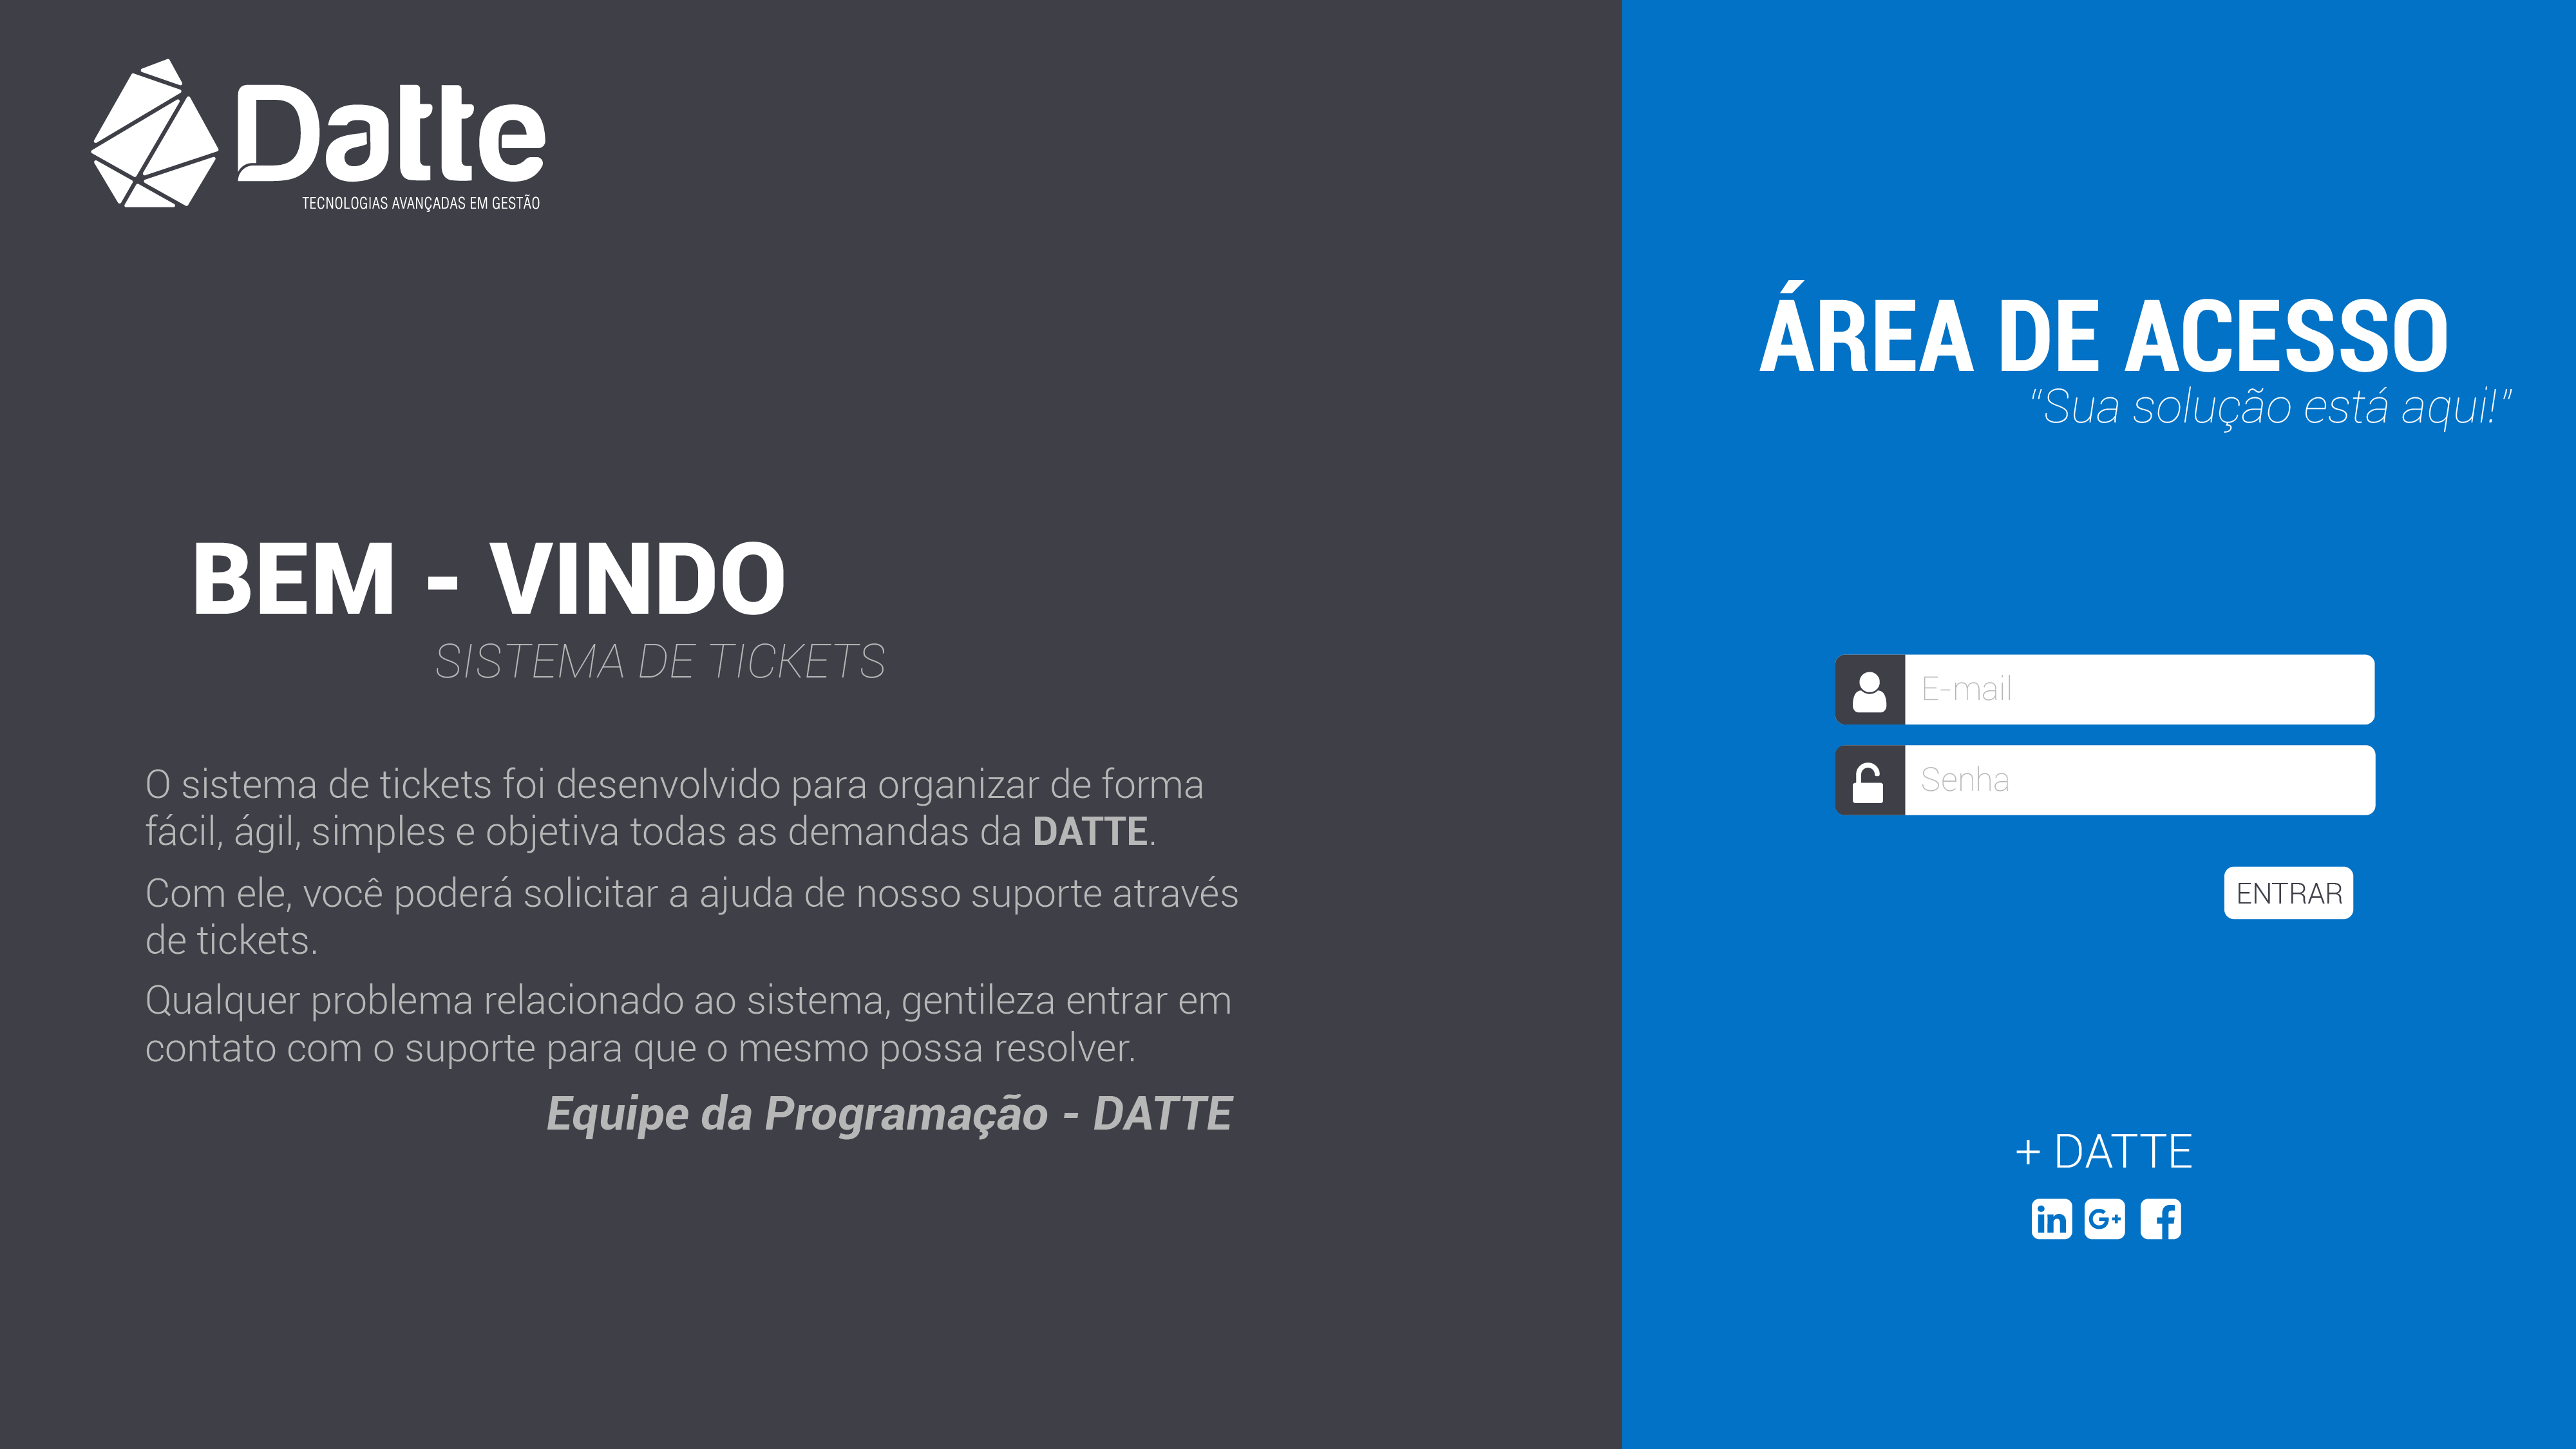 Datte
TECNOLOGIAS AVANÇADAS EM GESTÃO
BEM - VINDO
SISTEMA DE TICKETS
O sistema de tickets foi desenvolvido para organizar de forma
fácil, ágil, simples e objetiva todas as demandas da DATTE.
Com ele, você poderá solicitar a ajuda de nosso suporte através
de tickets.
Qualquer problema relacionado ao sistema, gentileza entrar em
contato com o suporte para que o mesmo possa resolver.
Equipe da Programação - DATTE
ÁREA DE ACESSO
“Sua solução está aqui!”
E-mail
Senha
ENTRAR
+ DATTE
in G+ f